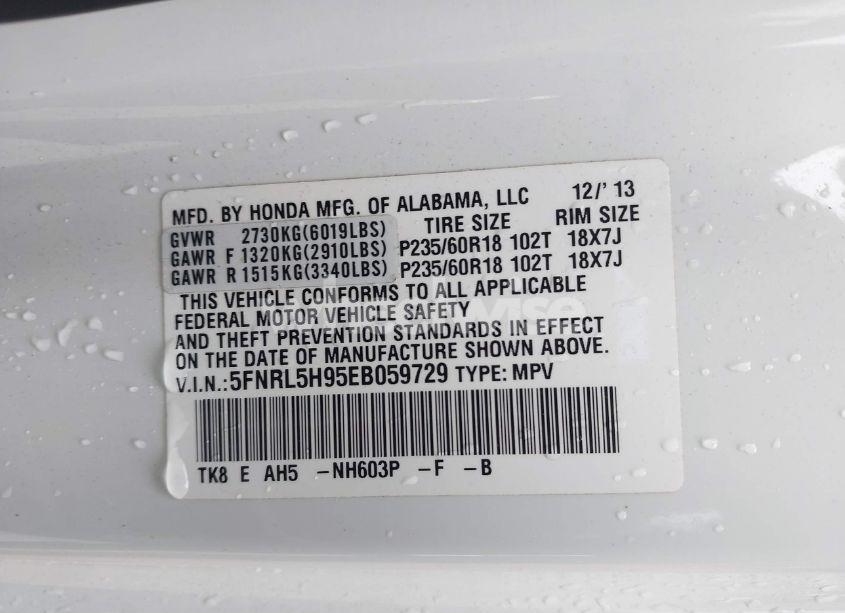 MFD. BY HONDA MFG. OF ALABAMA, LLC 12/'13
GVWR 2730KG(6019LBS) TIRE SIZE RIM SIZE
GAWR F 1320KG(2910LBS) P235/60R18 102T 18X7J
GAWR R 1515KG(3340LBS) P235/60R18 102T 18X7J
THIS VEHICLE CONFORMS TO ALL APPLICABLE
FEDERAL MOTOR VEHICLE SAFETY
AND THEFT PREVENTION STANDARDS IN EFFECT
ON THE DATE OF MANUFACTURE SHOWN ABOVE.
V.I.N.:5FNRL5H95EB059729 TYPE: MPV
TK8 E AH5 -NH603P -F -B